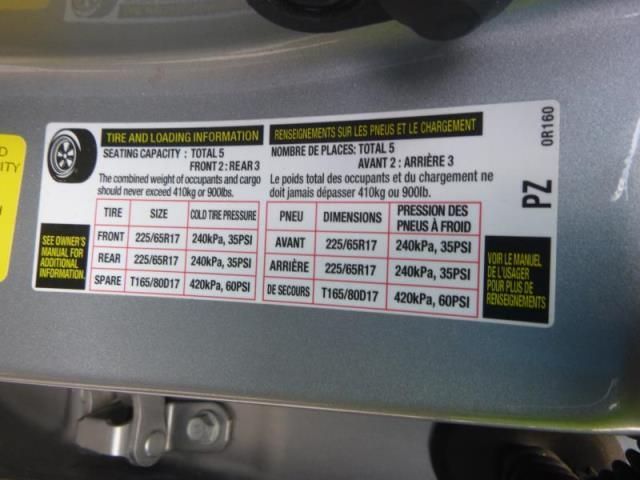 TIRE AND LOADING INFORMATION
SEATING CAPACITY : TOTAL 5
FRONT 2 : REAR 3
The combined weight of occupants and cargo
should never exceed 410kg or 900lbs.
RENSEIGNEMENTS SUR LES PNEUS ET LE CHARGEMENT
NOMBRE DE PLACES: TOTAL 5
AVANT 2 : ARRIÈRE 3
Le poids total des occupants et du chargement ne
doit jamais dépasser 410kg ou 900lb.
SEE OWNER'S
MANUAL FOR
ADDITIONAL
INFORMATION.
TIRE SIZE COLD TIRE PRESSURE
FRONT 225/65R17 240kPa, 35PSI
REAR 225/65R17 240kPa, 35PSI
SPARE T165/80D17 420kPa, 60PSI
PNEU DIMENSIONS PRESSION DES
PNEUS À FROID
AVANT 225/65R17 240kPa, 35PSI
ARRIÈRE 225/65R17 240kPa, 35PSI
DE SECOURS T165/80D17 420kPa, 60PSI
VOIR LE MANUEL
DE L'USAGER
POUR PLUS DE
RENSEIGNEMENTS
PZ
0R160